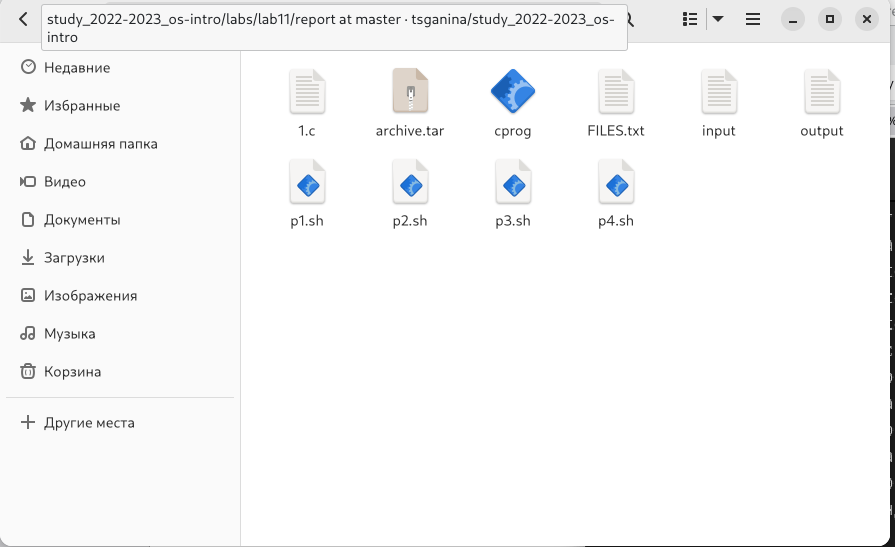 study_2022-2023_os-intro/labs/lab11/report at master · tsganina/study_2022-2023_os-
intro
Недавние
Избранные
Домашняя папка
Видео
Документы
Загрузки
Изображения
Музыка
Корзина
Другие места
1.c
archive.tar
cprog
FILES.txt
input
output
p1.sh
p2.sh
p3.sh
p4.sh